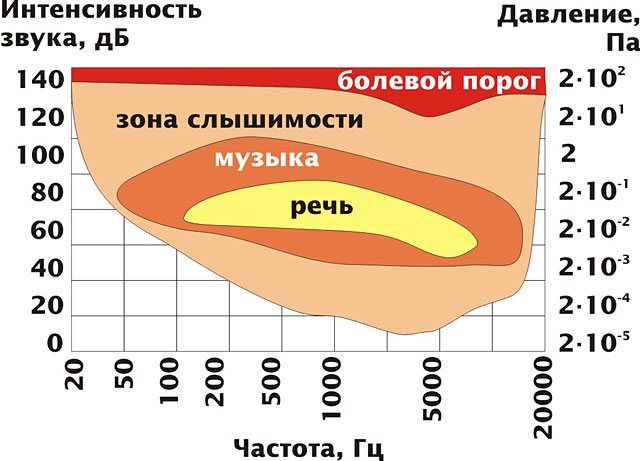 Интенсивность
звука, дБ
Давление,
Па
140
120
100
80
60
40
20
0
болевой порог
зона слышимости
музыка
речь
2·10²
2·10¹
2
2·10⁻¹
2·10⁻²
2·10⁻³
2·10⁻⁴
2·10⁻⁵
20
50
100
200
500
1000
5000
20000
Частота, Гц